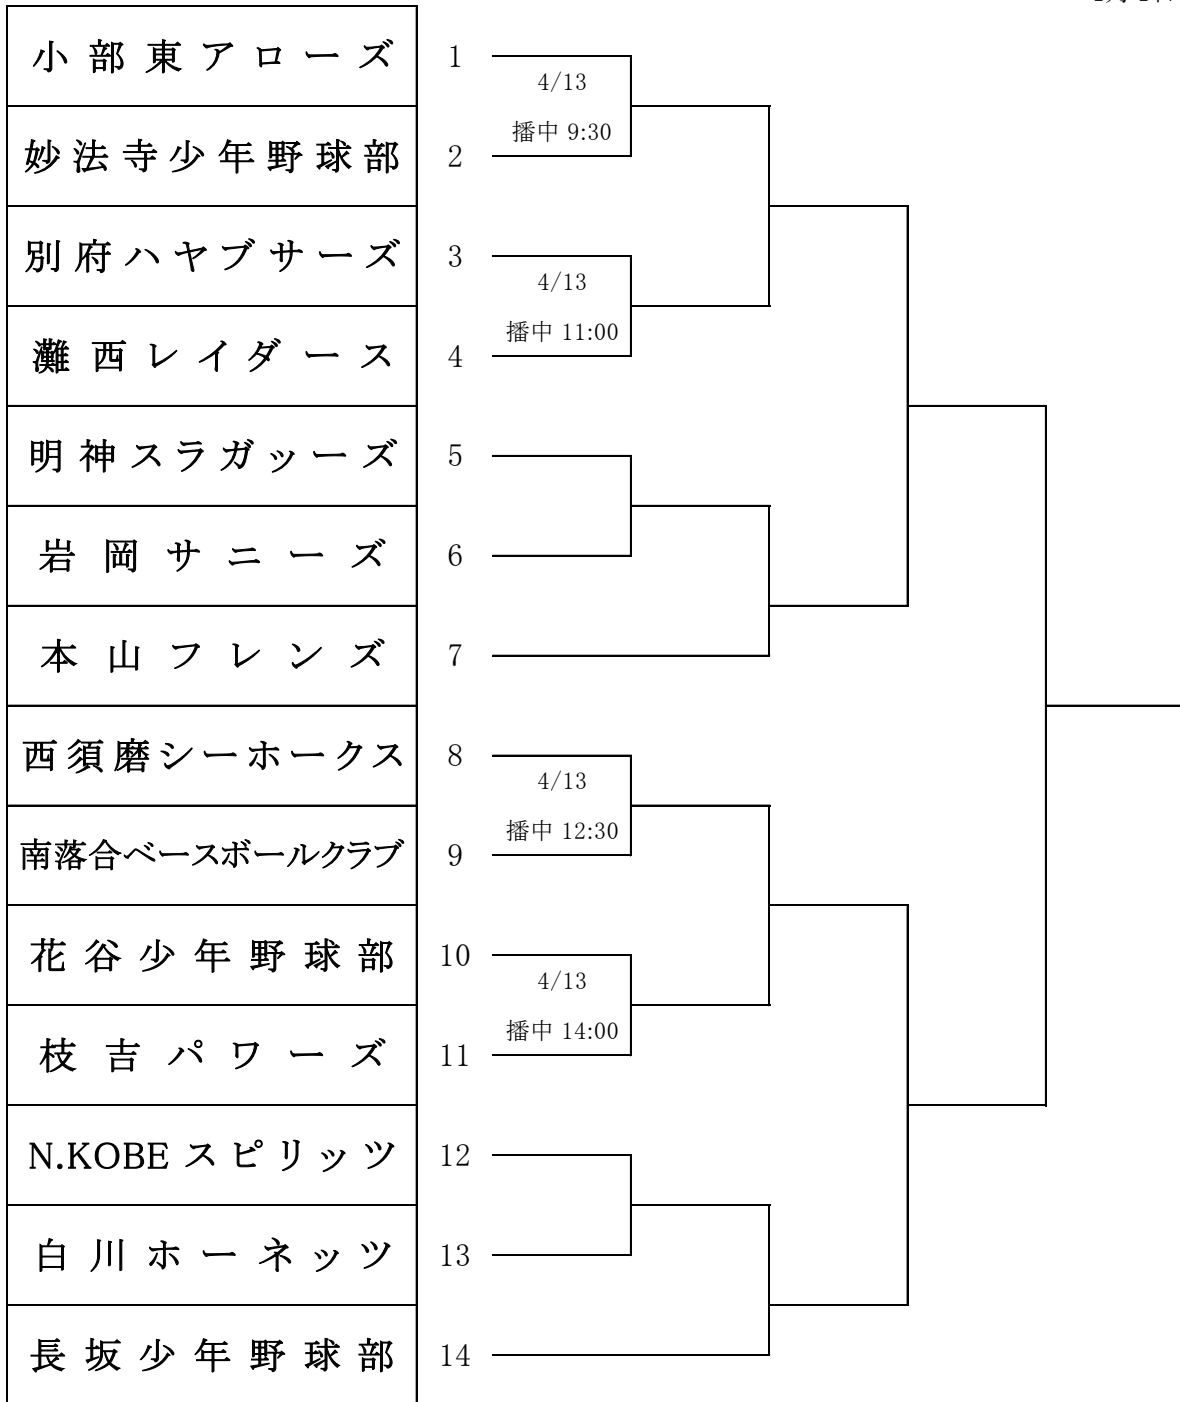 小部東アローズ 1
4/13
播中 9:30
妙法寺少年野球部 2
別府ハヤブサーズ 3
4/13
播中 11:00
灘西レイダース 4
明神スラガッーズ 5
岩岡サニーズ 6
本山フレンズ 7
西須磨シーホークス 8
4/13
播中 12:30
南落合ベースボールクラブ 9
花谷少年野球部 10
4/13
播中 14:00
枝吉パワーズ 11
N.KOBEスピリッツ 12
白川ホーネッツ 13
長坂少年野球部 14